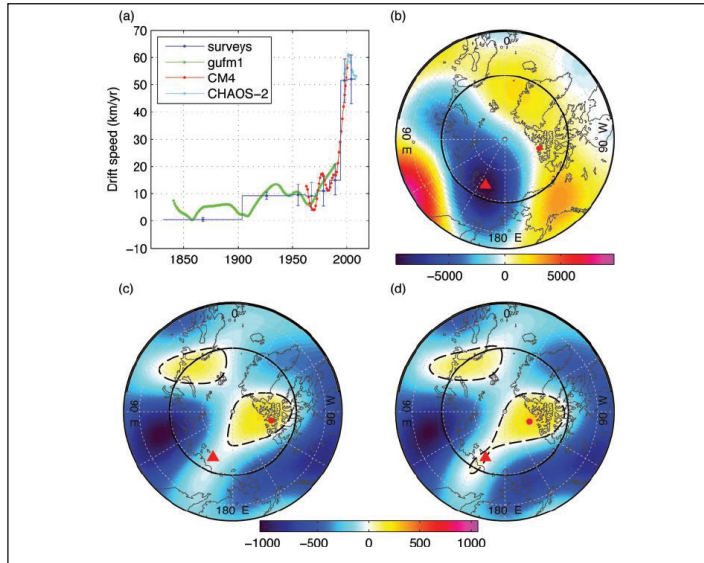 (a)
70
60
50
40
30
20
10
0
Drift speed (km/yr)
1850
1900
1950
2000
surveys
gufm1
CM4
CHAOS-2
(b)
0
90
E
90
W
180 E
−5000
0
5000
(c)
0
90
E
90
W
180 E
(d)
0
90
E
90
W
180 E
−1000
−500
0
500
1000